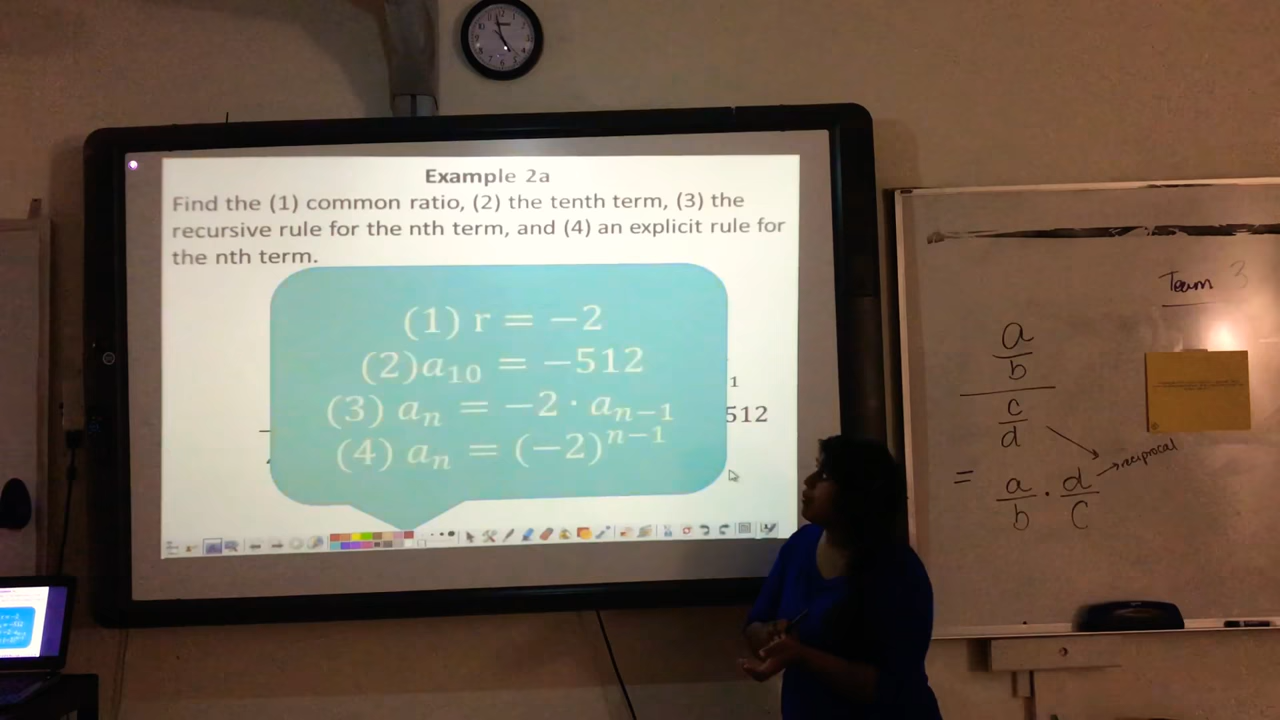 Example 2a
Find the (1) common ratio, (2) the tenth term, (3) the
recursive rule for the nth term, and (4) an explicit rule for
the nth term.
(1) r = −2
(2)a₁₀ = −512
(3) aₙ = −2 · aₙ₋₁
(4) aₙ = (−2)ⁿ⁻¹
1
512
Team 3
a
b
c
d
= a/b · d/c
→reciprocal